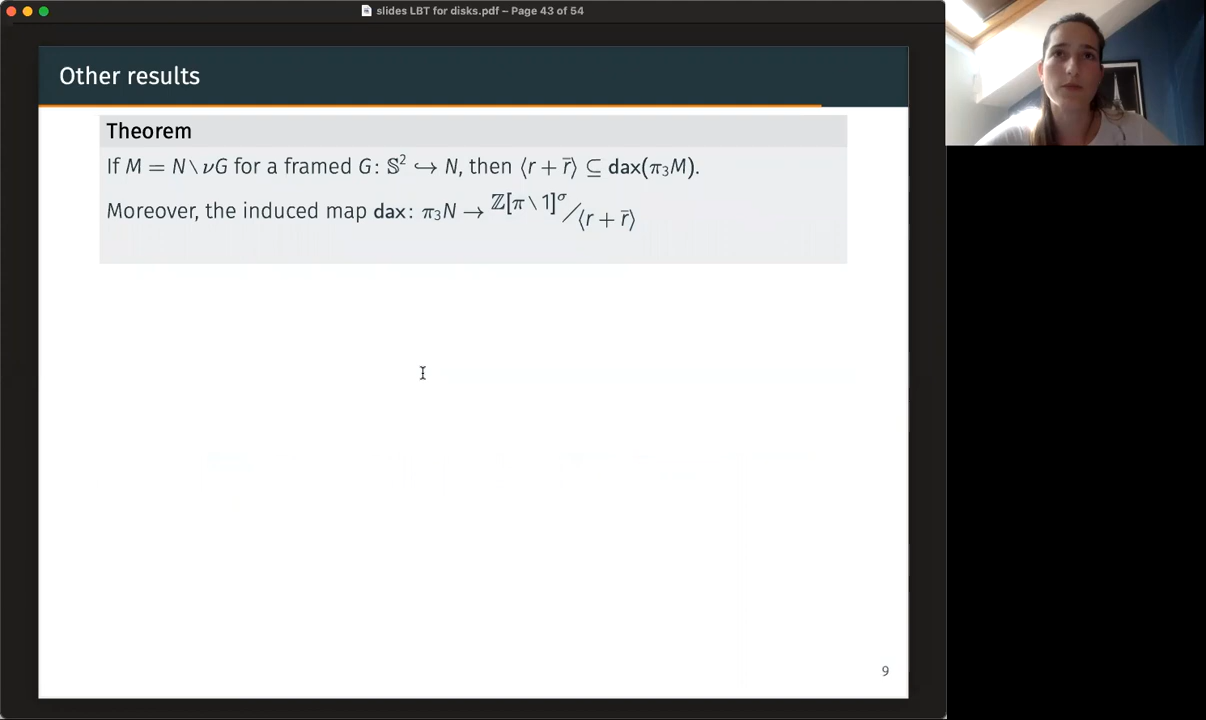 slides LBT for disks.pdf – Page 43 of 54
Other results
Theorem
If M = N \ νG for a framed G: 𝕊² ↪ N, then ⟨r + r̄⟩ ⊆ dax(π₃M).
Moreover, the induced map dax: π₃N → ℤ[π \ 1]^σ / ⟨r + r̄⟩
9